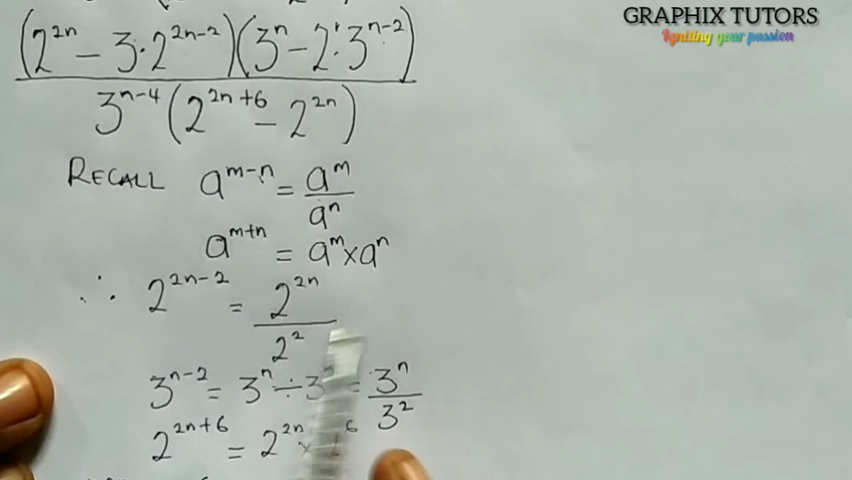 GRAPHIX TUTORS
Igniting your passion
(2^{2n} - 3·2^{2n-2})(3^n - 2·3^{n-2})
3^{n-4}(2^{2n+6} - 2^{2n})
RECALL a^{m-n} = a^m / a^n
a^{m+n} = a^m × a^n
∴ 2^{2n-2} = 2^{2n} / 2^2
3^{n-2} = 3^n ÷ 3 = 3^n / 3^2
2^{2n+6} = 2^{2n} × ^6